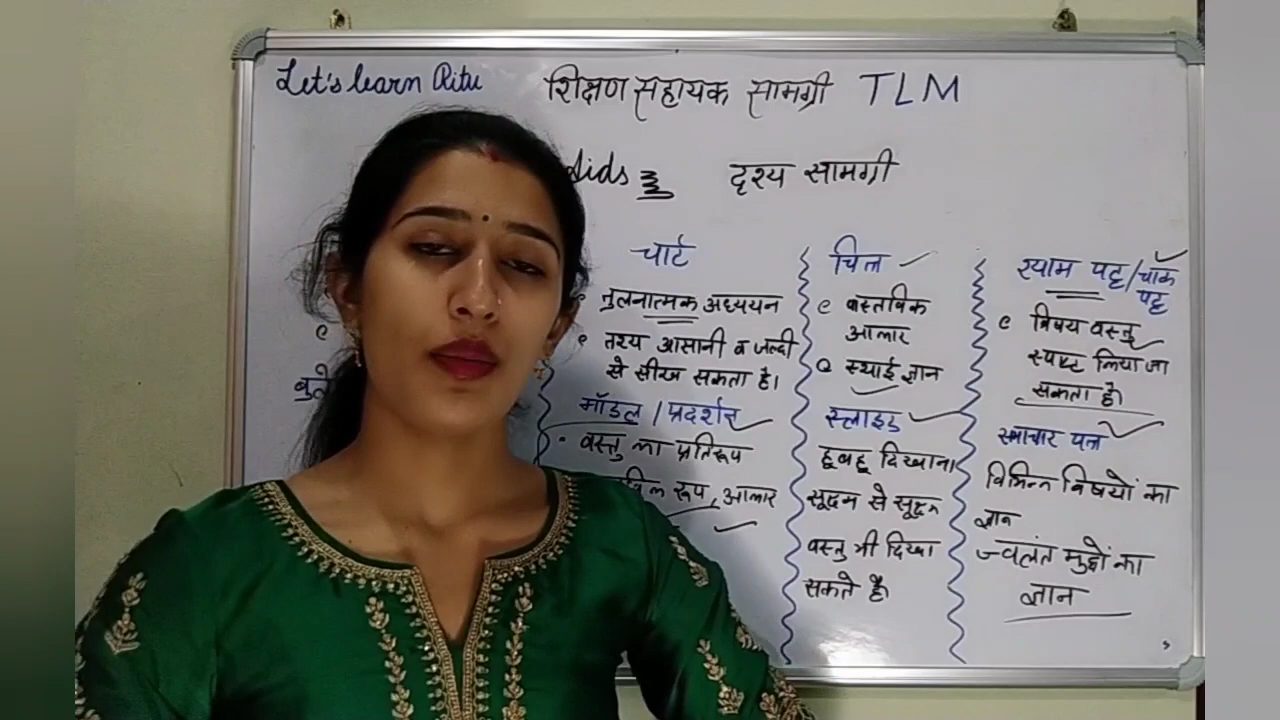 Let's learn Ritu
शिक्षण सहायक सामग्री TLM
Aids
दृश्य सामग्री
चार्ट
तुलनात्मक अध्ययन
तथ्य आसानी व जल्दी
से सीख सकता है।
मॉडल / प्रदर्शन
वस्तु का प्रतिरूप
रूप, आकार
चित्र
वास्तविक
आकार
स्थाई ज्ञान
स्लाइड
हूबहू दिखाना
सूक्ष्म से सूक्ष्म
वस्तु भी दिखा
सकते है।
श्याम पट्ट / चॉक
पट्ट
विषय वस्तु
स्पष्ट किया जा
सकता है।
समाचार पत्र
विभिन्न विषयों का
ज्ञान
ज्वलंत मुद्दों का
ज्ञान